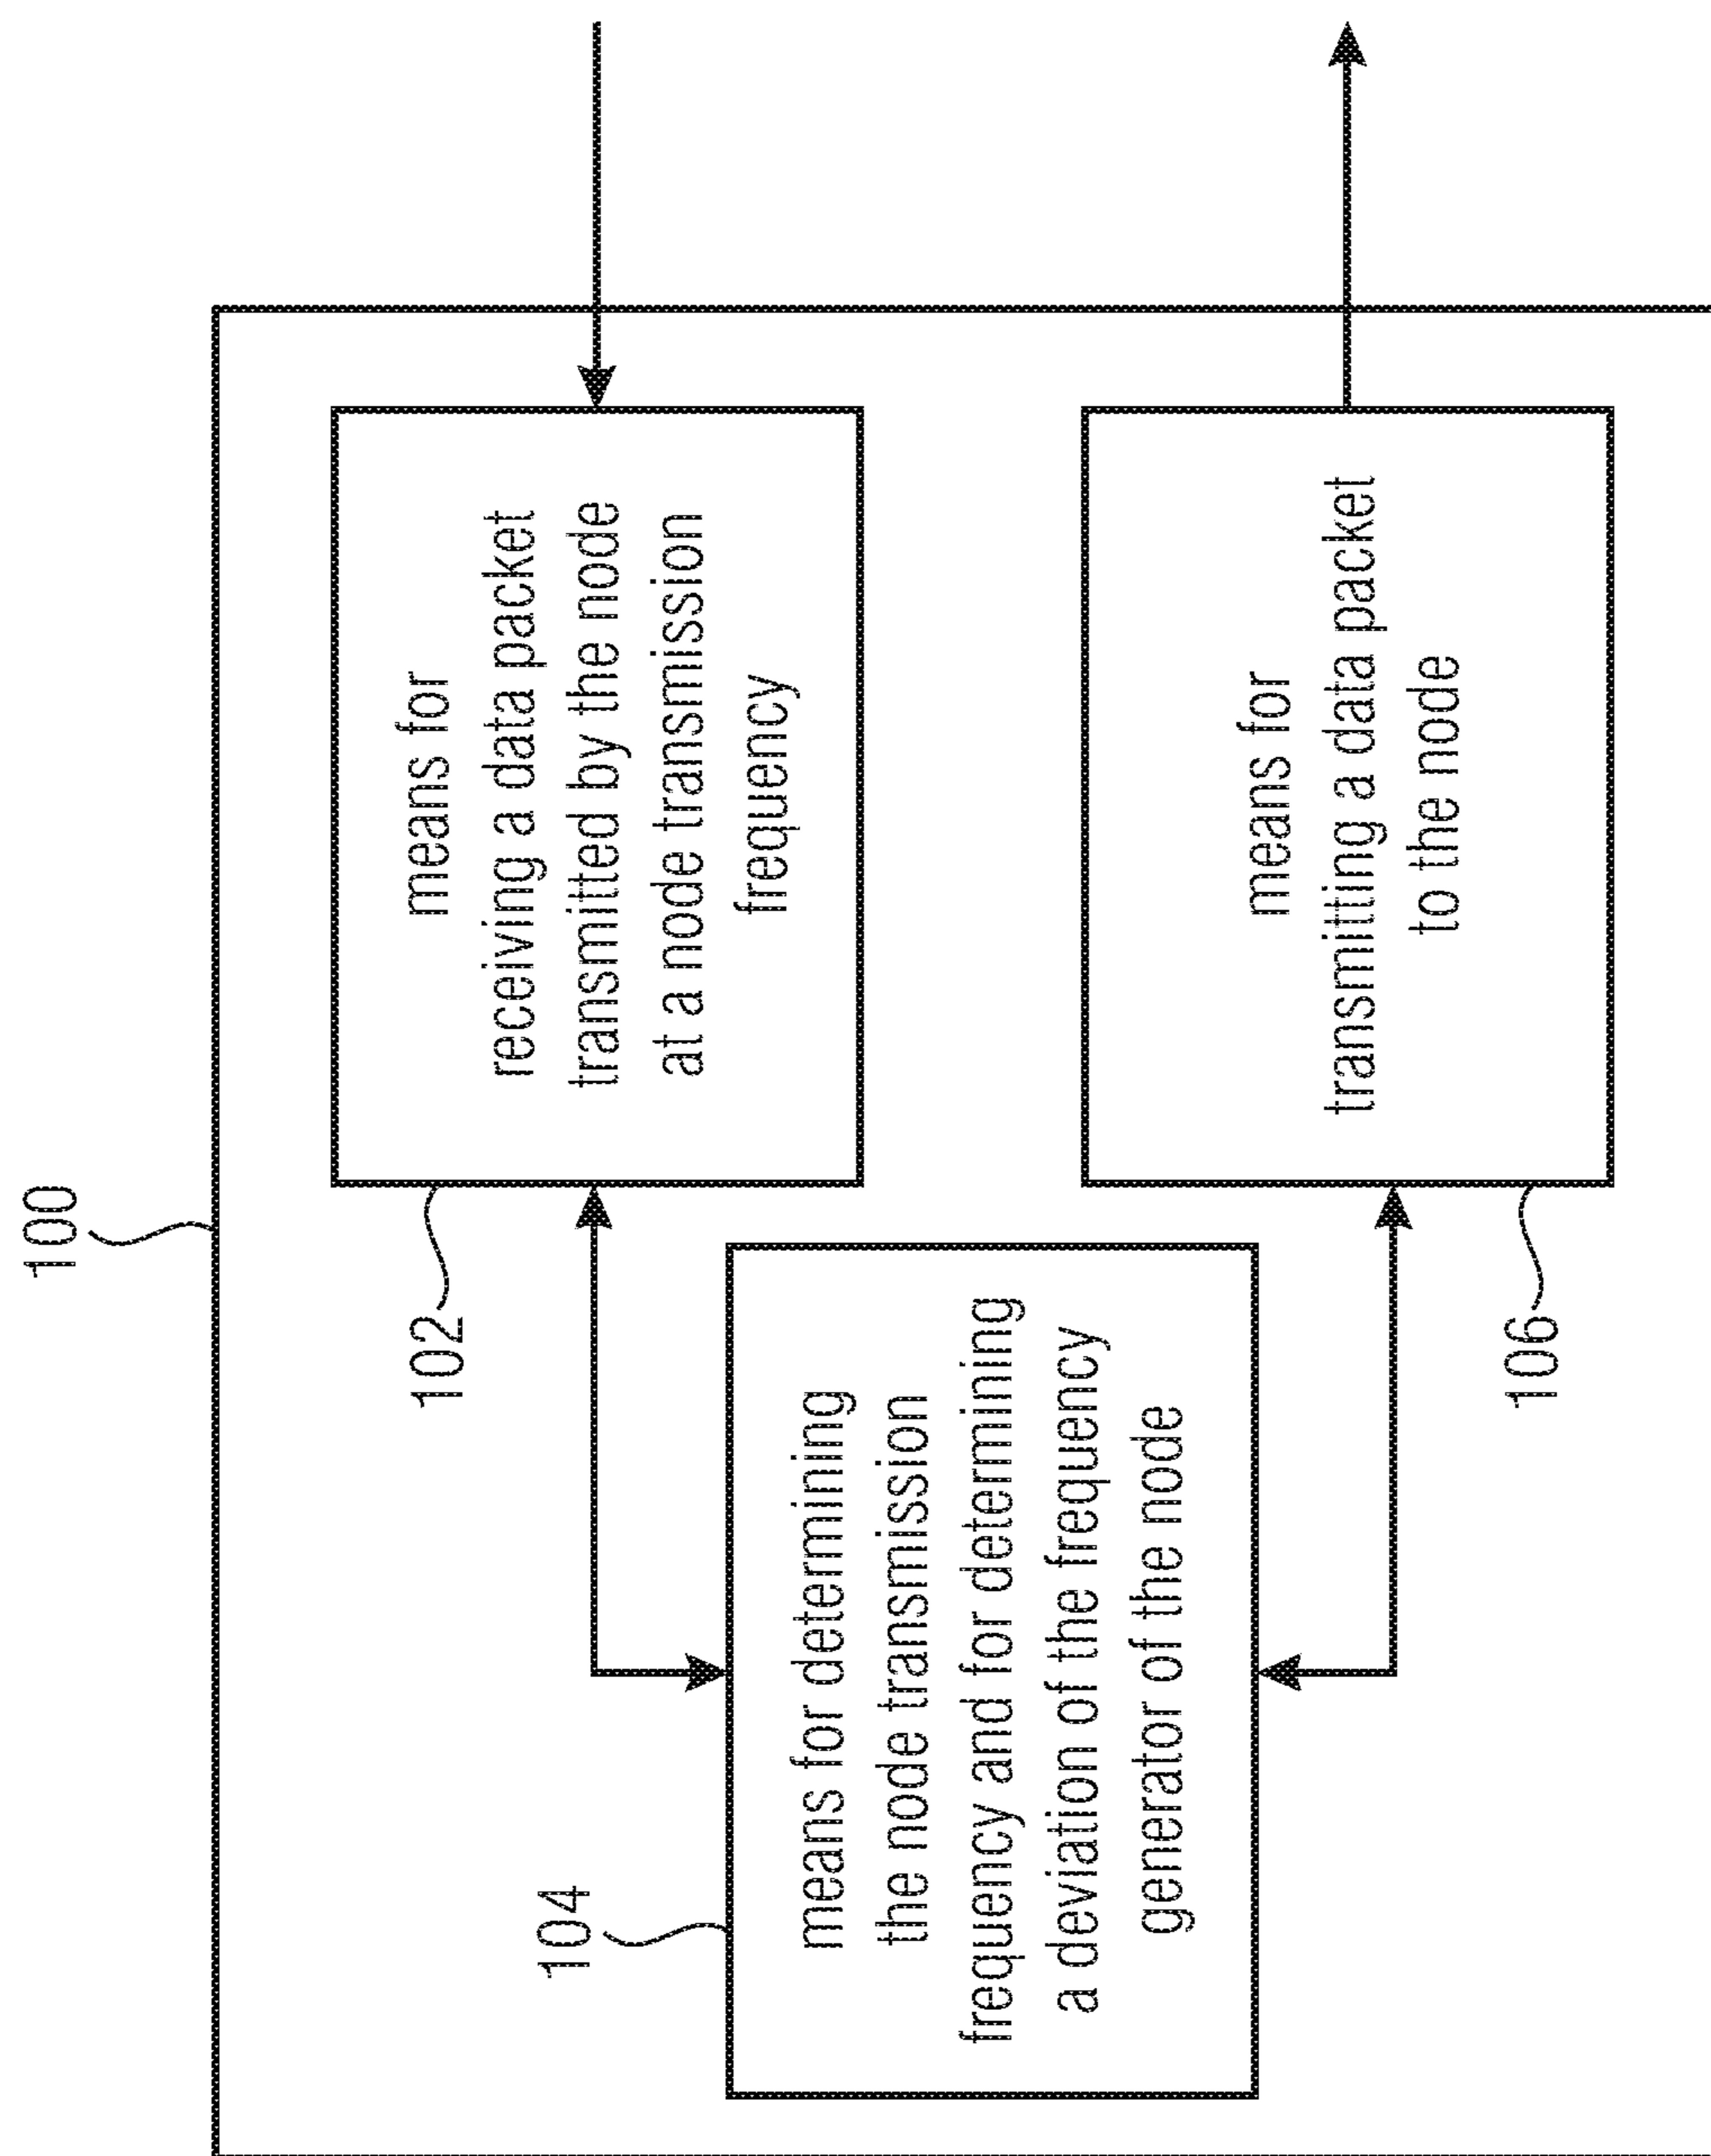 100
102
means for
receiving a data packet
transmitted by the node
at a node transmission
frequency
104
means for determining
the node transmission
frequency and for determining
a deviation of the frequency
generator of the node
106
means for
transmitting a data packet
to the node